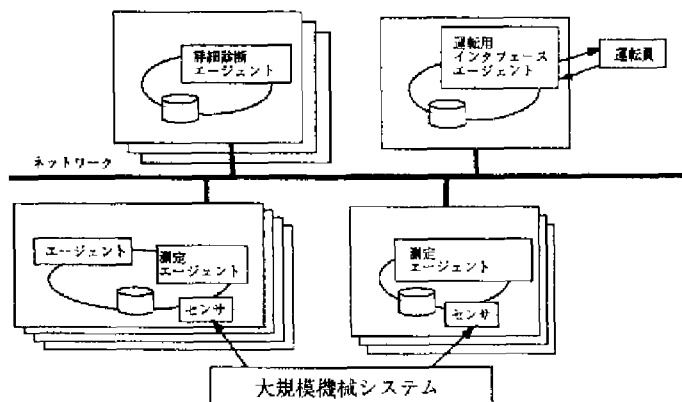 詳細診断
エージェント
運転用
インタフェース
エージェント
運転員
ネットワーク
エージェント
測定
エージェント
センサ
測定
エージェント
センサ
大規模機械システム